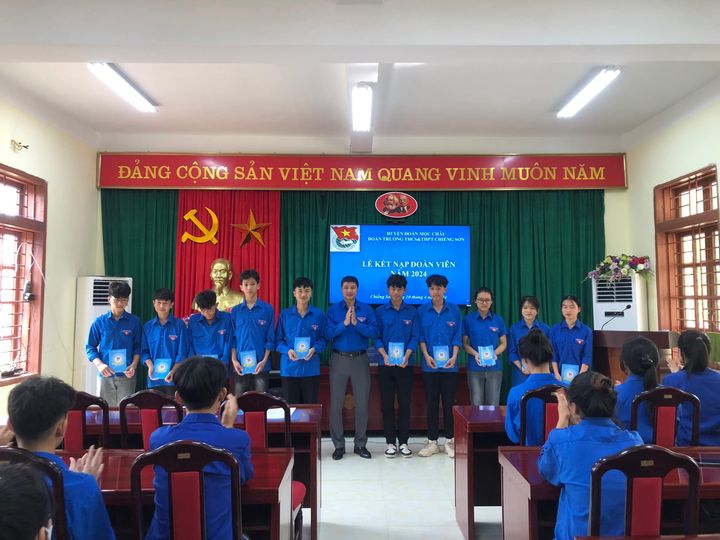 ĐẢNG CỘNG SẢN VIỆT NAM QUANG VINH MUÔN NĂM
HUYỆN ĐOÀN MỘC CHÂU
ĐOÀN TRƯỜNG THCS&THPT CHIỀNG SƠN
LỄ KẾT NẠP ĐOÀN VIÊN
NĂM 2024
Chiềng